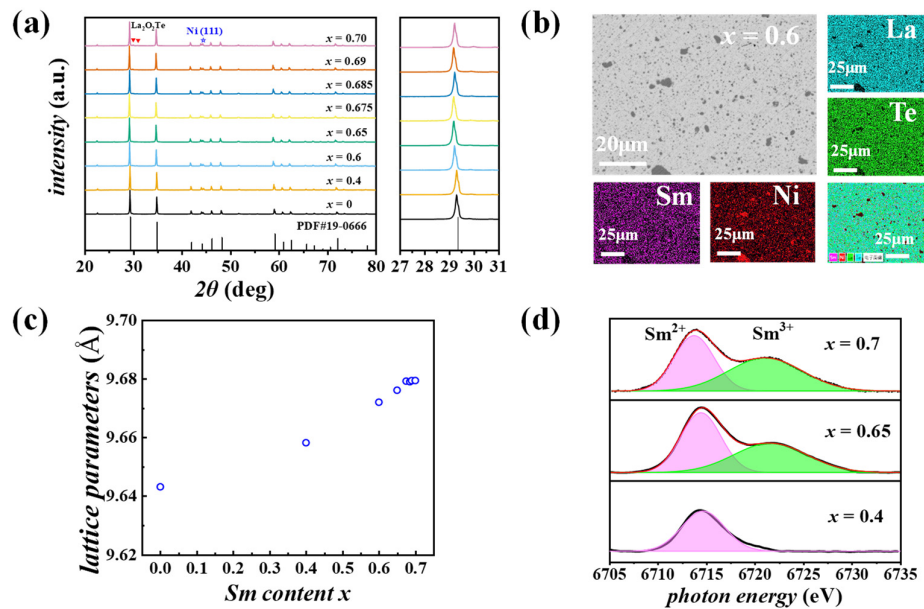 (a)
La₂O₂Te
Ni (111)
x = 0.70
x = 0.69
x = 0.685
x = 0.675
x = 0.65
x = 0.6
x = 0.4
x = 0
PDF#19-0666
intensity (a.u.)
20 30 40 50 60 70 80
27 28 29 30 31
2θ (deg)
(b)
x = 0.6
20μm
La
25μm
Te
25μm
Sm
25μm
Ni
25μm
25μm
(c)
lattice parameters (Å)
9.70
9.68
9.66
9.64
9.62
0.0 0.1 0.2 0.3 0.4 0.5 0.6 0.7
Sm content x
(d)
Sm²⁺ Sm³⁺
x = 0.7
x = 0.65
x = 0.4
6705 6710 6715 6720 6725 6730 6735
photon energy (eV)